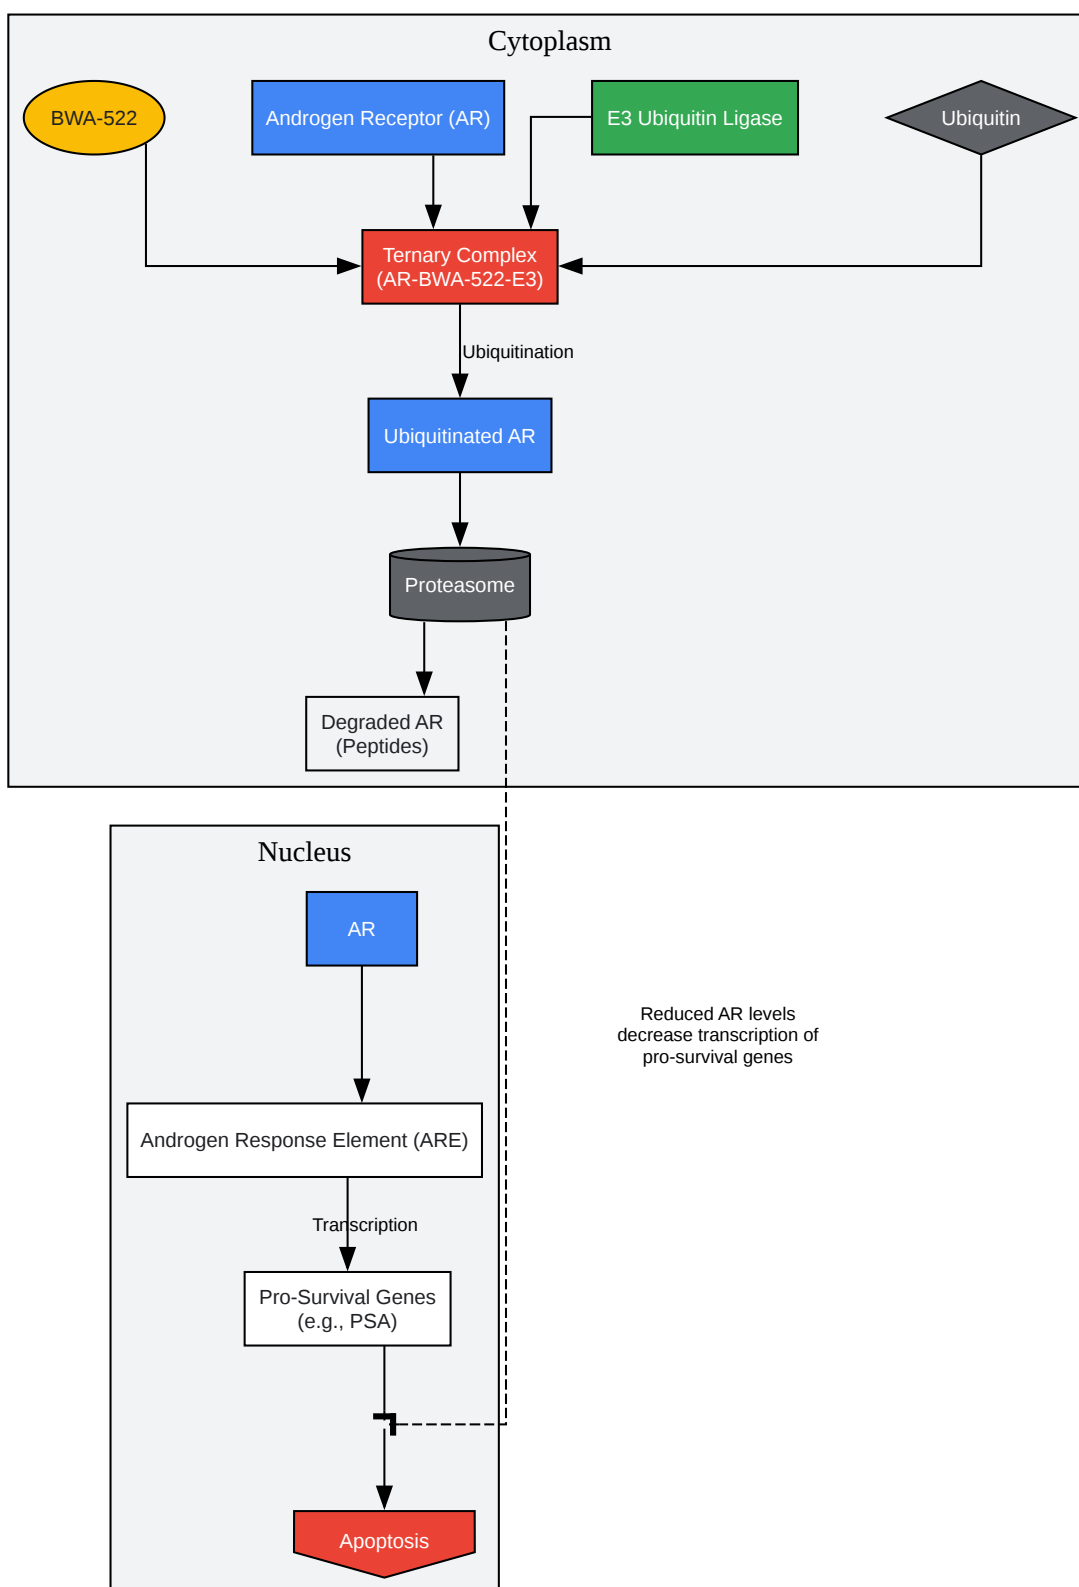 Cytoplasm
BWA-522
Androgen Receptor (AR)
E3 Ubiquitin Ligase
Ubiquitin
Ternary Complex
(AR-BWA-522-E3)
Ubiquitination
Ubiquitinated AR
Proteasome
Degraded AR
(Peptides)
Nucleus
AR
Reduced AR levels
decrease transcription of
pro-survival genes
Androgen Response Element (ARE)
Transcription
Pro-Survival Genes
(e.g., PSA)
Apoptosis